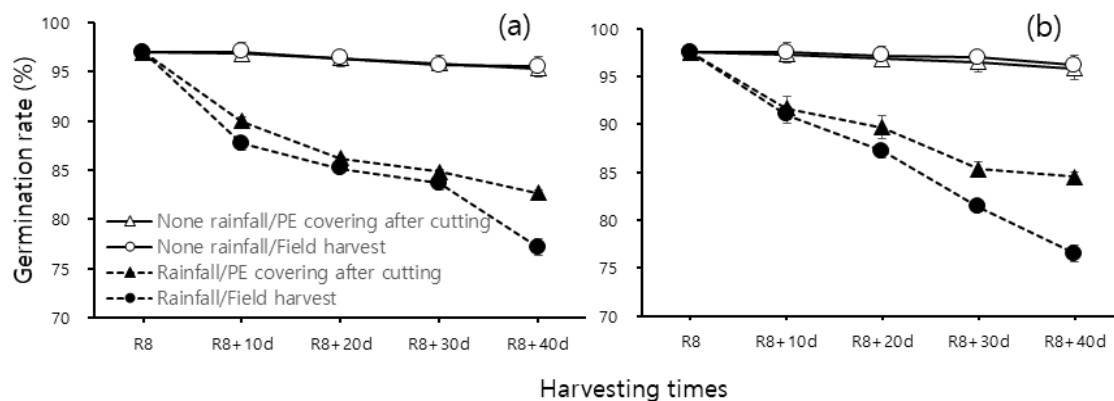 Germination rate (%)
100
95
90
85
80
75
70
(a)
None rainfall/PE covering after cutting
None rainfall/Field harvest
Rainfall/PE covering after cutting
Rainfall/Field harvest
R8 R8+10d R8+20d R8+30d R8+40d
100
95
90
85
80
75
70
(b)
R8 R8+10d R8+20d R8+30d R8+40d
Harvesting times